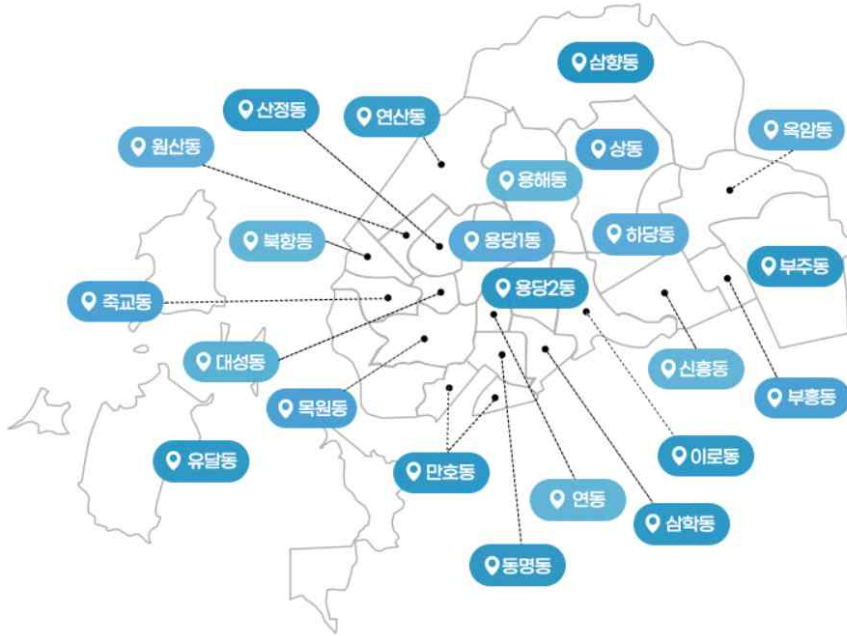 삼향동
산정동
연산동
원산동
상동
옥암동
용해동
북항동
용당1동
하당동
부주동
죽교동
용당2동
대성동
신흥동
목원동
부흥동
유달동
만호동
이로동
연동
삼학동
동명동